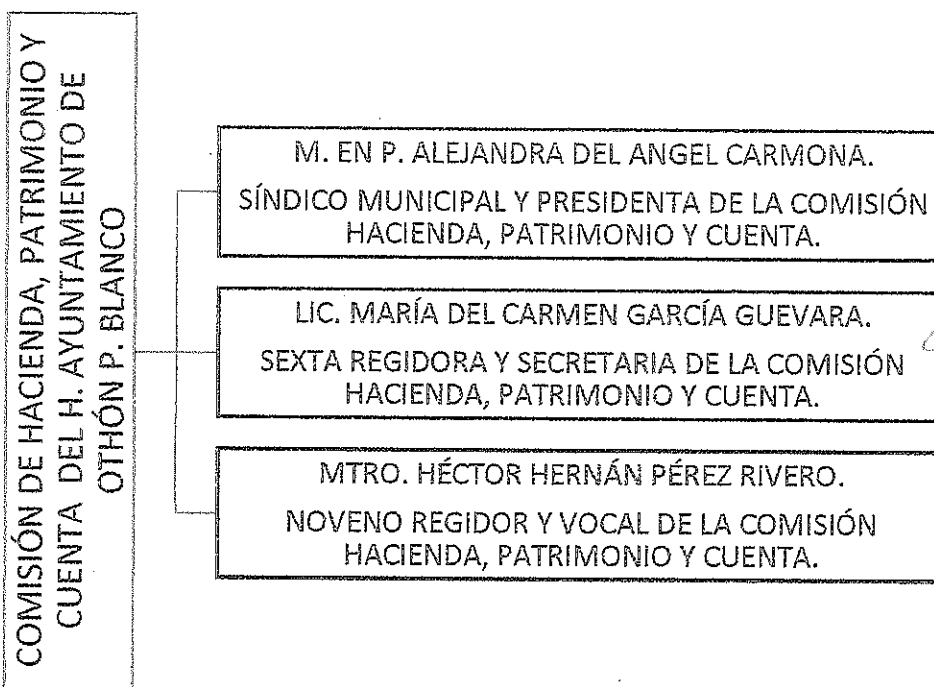 COMISIÓN DE HACIENDA, PATRIMONIO Y
CUENTA DEL H. AYUNTAMIENTO DE
OTHÓN P. BLANCO
M. EN P. ALEJANDRA DEL ANGEL CARMONA.
SÍNDICO MUNICIPAL Y PRESIDENTA DE LA COMISIÓN
HACIENDA, PATRIMONIO Y CUENTA.
LIC. MARÍA DEL CARMEN GARCÍA GUEVARA.
SEXTA REGIDORA Y SECRETARIA DE LA COMISIÓN
HACIENDA, PATRIMONIO Y CUENTA.
MTRO. HÉCTOR HERNÁN PÉREZ RIVERO.
NOVENO REGIDOR Y VOCAL DE LA COMISIÓN
HACIENDA, PATRIMONIO Y CUENTA.